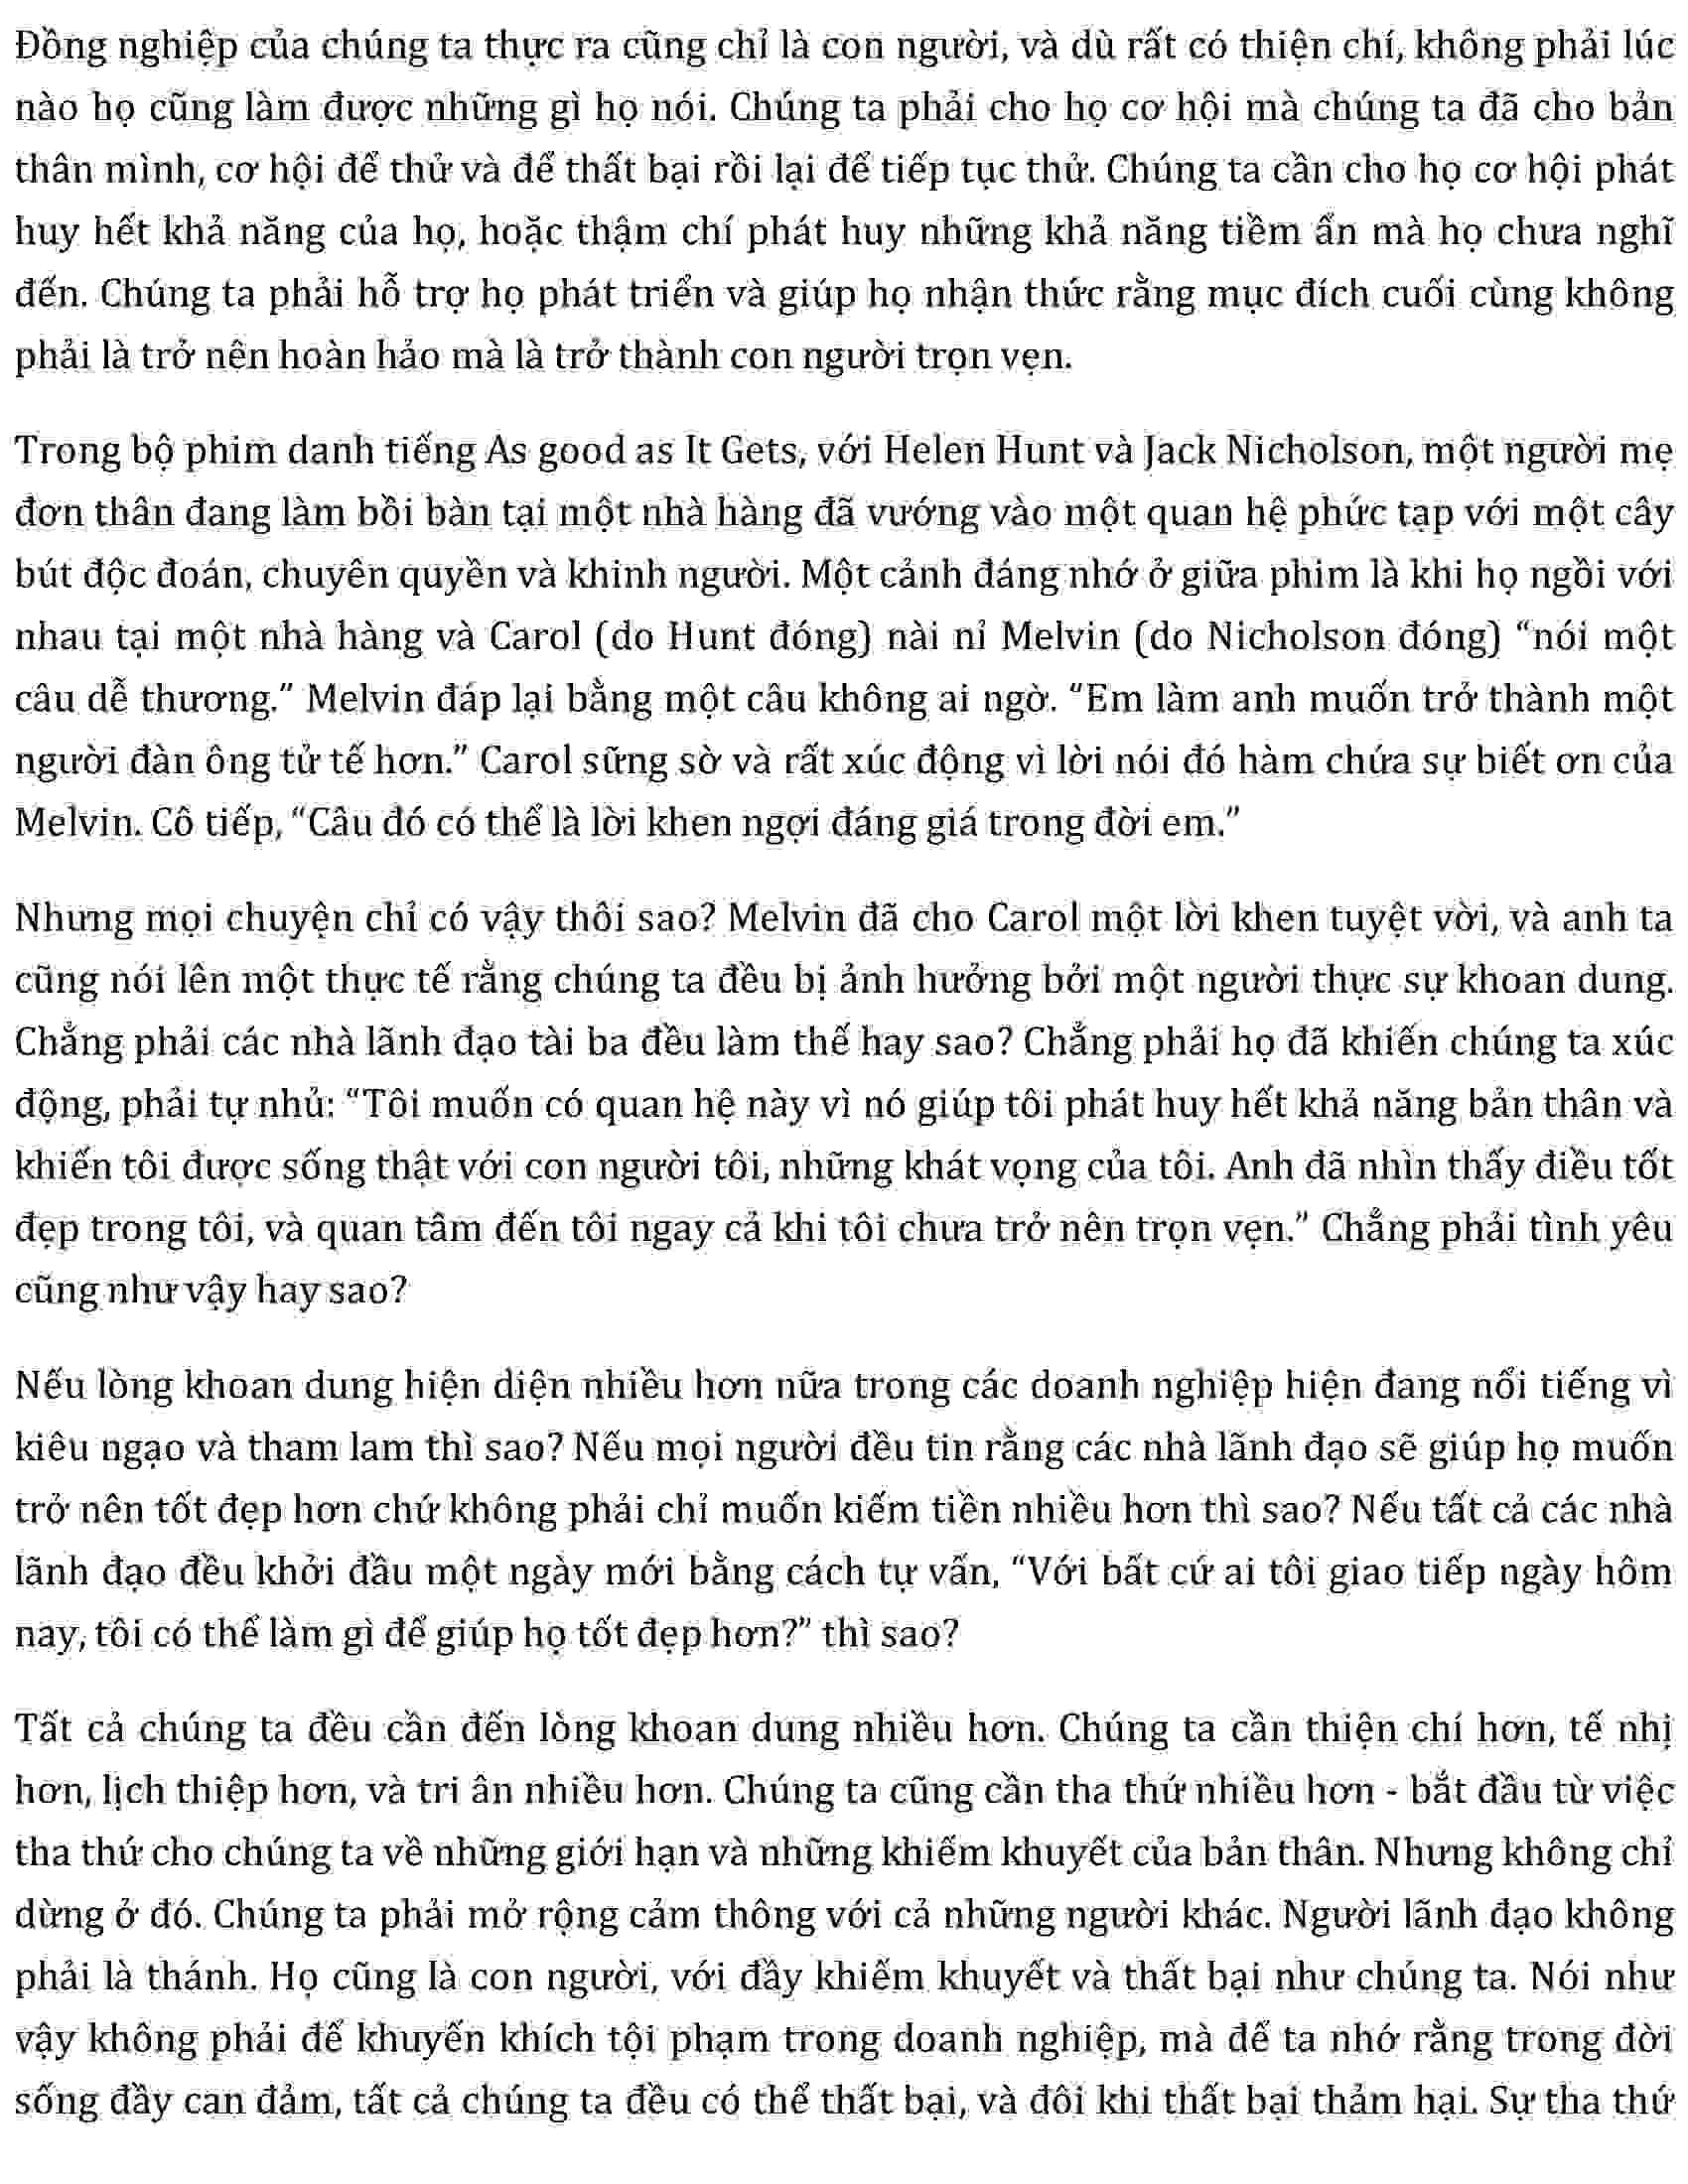 Đồng nghiệp của chúng ta thực ra cũng chỉ là con người, và dù rất có thiện chí, không phải lúc
nào họ cũng làm được những gì họ nói. Chúng ta phải cho họ cơ hội mà chúng ta đã cho bản
thân mình, cơ hội để thử và để thất bại rồi lại để tiếp tục thử. Chúng ta cần cho họ cơ hội phát
huy hết khả năng của họ, hoặc thậm chí phát huy những khả năng tiềm ẩn mà họ chưa nghĩ
đến. Chúng ta phải hỗ trợ họ phát triển và giúp họ nhận thức rằng mục đích cuối cùng không
phải là trở nên hoàn hảo mà là trở thành con người trọn vẹn.
Trong bộ phim danh tiếng As good as It Gets, với Helen Hunt và Jack Nicholson, một người mẹ
đơn thân đang làm bồi bàn tại một nhà hàng đã vướng vào một quan hệ phức tạp với một cây
bút độc đoán, chuyên quyền và khinh người. Một cảnh đáng nhớ ở giữa phim là khi họ ngồi với
nhau tại một nhà hàng và Carol (do Hunt đóng) nài nỉ Melvin (do Nicholson đóng) “nói một
câu dễ thương.” Melvin đáp lại bằng một câu không ai ngờ. “Em làm anh muốn trở thành một
người đàn ông tử tế hơn.” Carol sững sờ và rất xúc động vì lời nói đó hàm chứa sự biết ơn của
Melvin. Cô tiếp, “Câu đó có thể là lời khen ngợi đáng giá trong đời em.”
Nhưng mọi chuyện chỉ có vậy thôi sao? Melvin đã cho Carol một lời khen tuyệt vời, và anh ta
cũng nói lên một thực tế rằng chúng ta đều bị ảnh hưởng bởi một người thực sự khoan dung.
Chẳng phải các nhà lãnh đạo tài ba đều làm thế hay sao? Chẳng phải họ đã khiến chúng ta xúc
động, phải tự nhủ: “Tôi muốn có quan hệ này vì nó giúp tôi phát huy hết khả năng bản thân và
khiến tôi được sống thật với con người tôi, những khát vọng của tôi. Anh đã nhìn thấy điều tốt
đẹp trong tôi, và quan tâm đến tôi ngay cả khi tôi chưa trở nên trọn vẹn.” Chẳng phải tình yêu
cũng như vậy hay sao?
Nếu lòng khoan dung hiện diện nhiều hơn nữa trong các doanh nghiệp hiện đang nổi tiếng vì
kiêu ngạo và tham lam thì sao? Nếu mọi người đều tin rằng các nhà lãnh đạo sẽ giúp họ muốn
trở nên tốt đẹp hơn chứ không phải chỉ muốn kiếm tiền nhiều hơn thì sao? Nếu tất cả các nhà
lãnh đạo đều khởi đầu một ngày mới bằng cách tự vấn, “Với bất cứ ai tôi giao tiếp ngày hôm
nay, tôi có thể làm gì để giúp họ tốt đẹp hơn?” thì sao?
Tất cả chúng ta đều cần đến lòng khoan dung nhiều hơn. Chúng ta cần thiện chí hơn, tế nhị
hơn, lịch thiệp hơn, và tri ân nhiều hơn. Chúng ta cũng cần tha thứ nhiều hơn - bắt đầu từ việc
tha thứ cho chúng ta về những giới hạn và những khiếm khuyết của bản thân. Nhưng không chỉ
dừng ở đó. Chúng ta phải mở rộng cảm thông với cả những người khác. Người lãnh đạo không
phải là thánh. Họ cũng là con người, với đầy khiếm khuyết và thất bại như chúng ta. Nói như
vậy không phải để khuyến khích tội phạm trong doanh nghiệp, mà để ta nhớ rằng trong đời
sống đầy can đảm, tất cả chúng ta đều có thể thất bại, và đôi khi thất bại thảm hại. Sự tha thứ